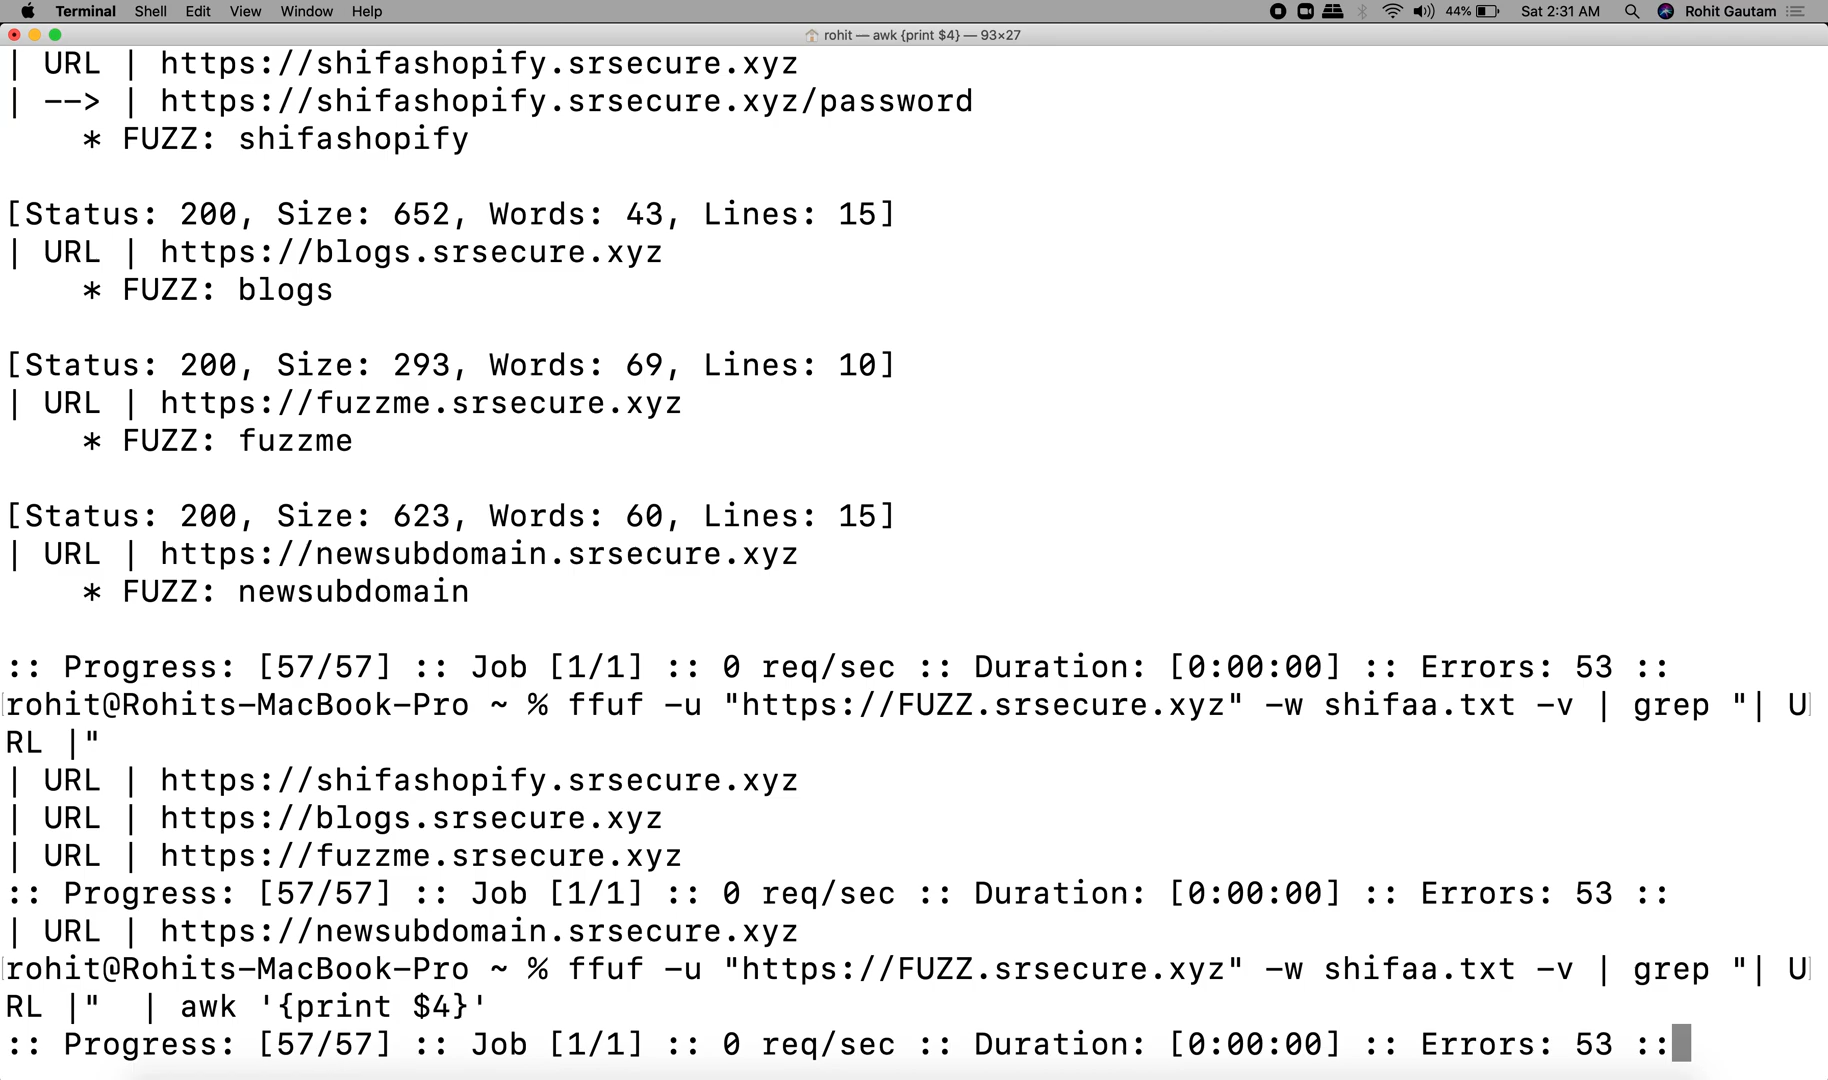 Terminal Shell Edit View Window Help 44% Sat 2:31 AM Rohit Gautam
rohit — awk {print $4} — 93×27
| URL | https://shifashopify.srsecure.xyz
| --> | https://shifashopify.srsecure.xyz/password
    * FUZZ: shifashopify

[Status: 200, Size: 652, Words: 43, Lines: 15]
| URL | https://blogs.srsecure.xyz
    * FUZZ: blogs

[Status: 200, Size: 293, Words: 69, Lines: 10]
| URL | https://fuzzme.srsecure.xyz
    * FUZZ: fuzzme

[Status: 200, Size: 623, Words: 60, Lines: 15]
| URL | https://newsubdomain.srsecure.xyz
    * FUZZ: newsubdomain

:: Progress: [57/57] :: Job [1/1] :: 0 req/sec :: Duration: [0:00:00] :: Errors: 53 ::
rohit@Rohits-MacBook-Pro ~ % ffuf -u "https://FUZZ.srsecure.xyz" -w shifaa.txt -v | grep "| U
RL |"
| URL | https://shifashopify.srsecure.xyz
| URL | https://blogs.srsecure.xyz
| URL | https://fuzzme.srsecure.xyz
:: Progress: [57/57] :: Job [1/1] :: 0 req/sec :: Duration: [0:00:00] :: Errors: 53 ::
| URL | https://newsubdomain.srsecure.xyz
rohit@Rohits-MacBook-Pro ~ % ffuf -u "https://FUZZ.srsecure.xyz" -w shifaa.txt -v | grep "| U
RL |"  | awk '{print $4}'
:: Progress: [57/57] :: Job [1/1] :: 0 req/sec :: Duration: [0:00:00] :: Errors: 53 ::